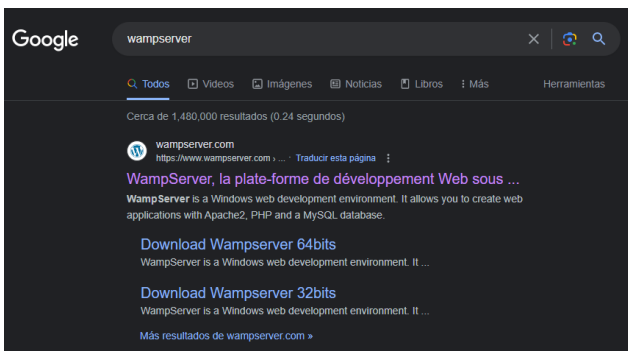 Google
wampserver
Todos Videos Imágenes Noticias Libros Más Herramientas
Cerca de 1,480,000 resultados (0.24 segundos)
wampserver.com
https://www.wampserver.com › ... · Traducir esta página
WampServer, la plate-forme de développement Web sous ...
WampServer is a Windows web development environment. It allows you to create web
applications with Apache2, PHP and a MySQL database.
Download Wampserver 64bits
WampServer is a Windows web development environment. It ...
Download Wampserver 32bits
WampServer is a Windows web development environment. It ...
Más resultados de wampserver.com »